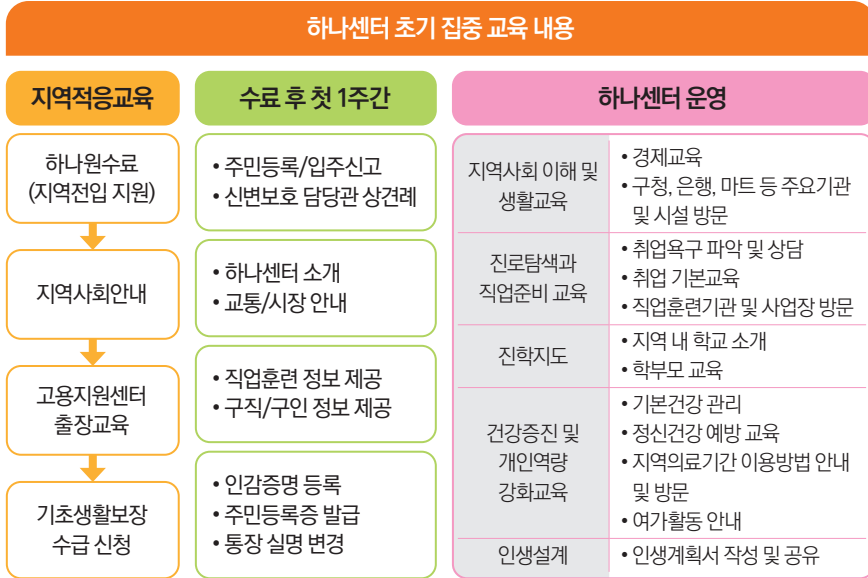 하나센터 초기 집중 교육 내용
지역적응교육
하나원수료
(지역전입 지원)
지역사회안내
고용지원센터
출장교육
기초생활보장
수급 신청
수료 후 첫 1주간
• 주민등록/입주신고
• 신변보호 담당관 상견례
• 하나센터 소개
• 교통/시장 안내
• 직업훈련 정보 제공
• 구직/구인 정보 제공
• 인감증명 등록
• 주민등록증 발급
• 통장 실명 변경
하나센터 운영
지역사회 이해 및
생활교육
• 경제교육
• 구청, 은행, 마트 등 주요기관
및 시설 방문
진로탐색과
직업준비 교육
• 취업욕구 파악 및 상담
• 취업 기본교육
• 직업훈련기관 및 사업장 방문
진학지도
• 지역 내 학교 소개
• 학부모 교육
건강증진 및
개인역량
강화교육
• 기본건강 관리
• 정신건강 예방 교육
• 지역의료기간 이용방법 안내
및 방문
• 여가활동 안내
인생설계
• 인생계획서 작성 및 공유